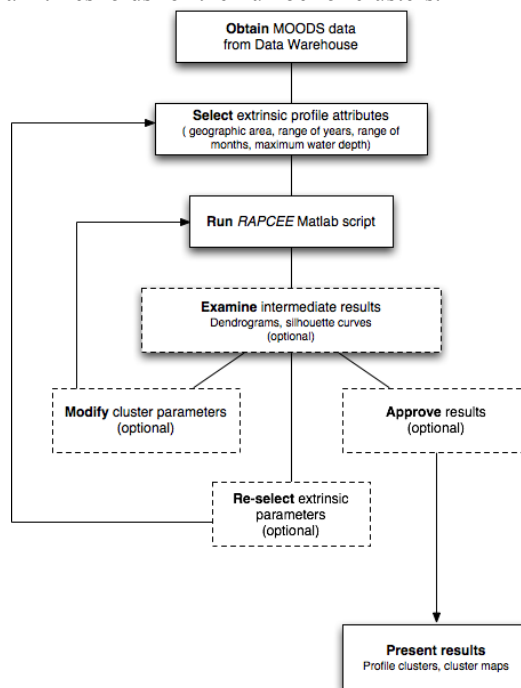 Obtain MOODS data
from Data Warehouse
Select extrinsic profile attributes
( geographic area, range of years, range of
months, maximum water depth)
Run RAPCEE Matlab script
Examine intermediate results
Dendrograms, silhouette curves
(optional)
Modify cluster parameters
(optional)
Approve results
(optional)
Re-select extrinsic
parameters
(optional)
Present results
Profile clusters, cluster maps